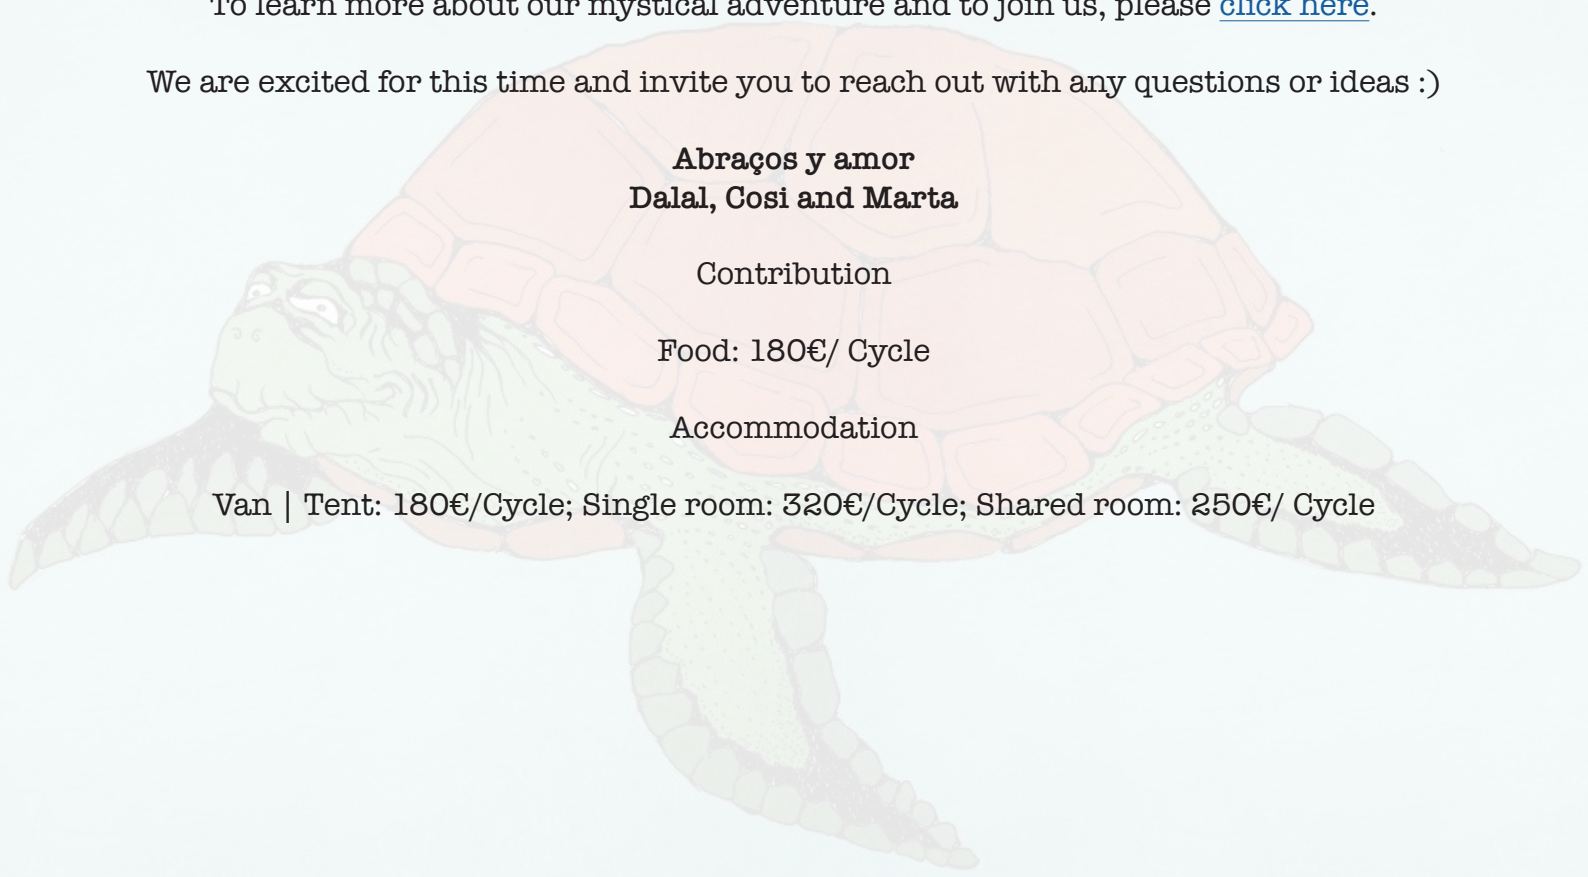 To learn more about our mystical adventure and to join us, please click here.
We are excited for this time and invite you to reach out with any questions or ideas :)
Abraços y amor
Dalal, Cosi and Marta
Contribution
Food: 180€/ Cycle
Accommodation
Van | Tent: 180€/Cycle; Single room: 320€/Cycle; Shared room: 250€/ Cycle